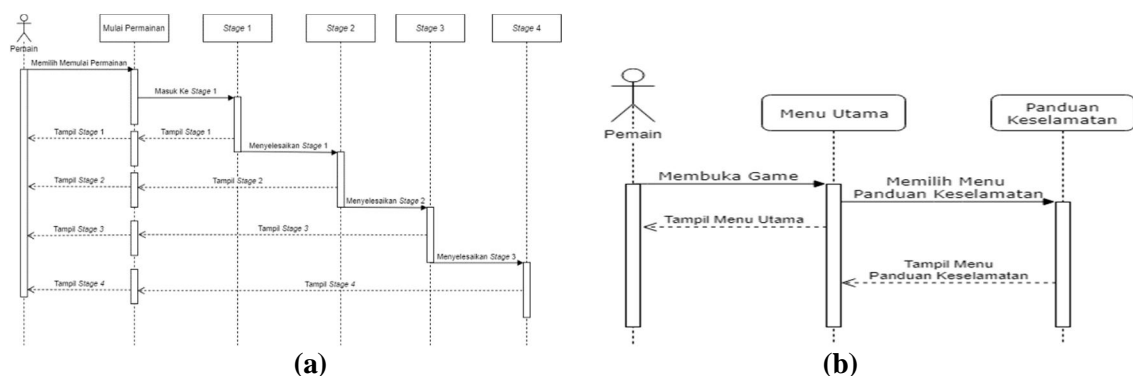 Pemain
Mulai Permainan
Stage 1
Stage 2
Stage 3
Stage 4
Memilih Memulai Permainan
Masuk Ke Stage 1
Tampil Stage 1
Tampil Stage 1
Menyelesaikan Stage 1
Tampil Stage 2
Tampil Stage 2
Menyelesaikan Stage 2
Tampil Stage 3
Tampil Stage 3
Menyelesaikan Stage 3
Tampil Stage 4
Tampil Stage 4
(a)
Pemain
Menu Utama
Panduan
Keselamatan
Membuka Game
Memilih Menu
Panduan Keselamatan
Tampil Menu Utama
Tampil Menu
Panduan Keselamatan
(b)